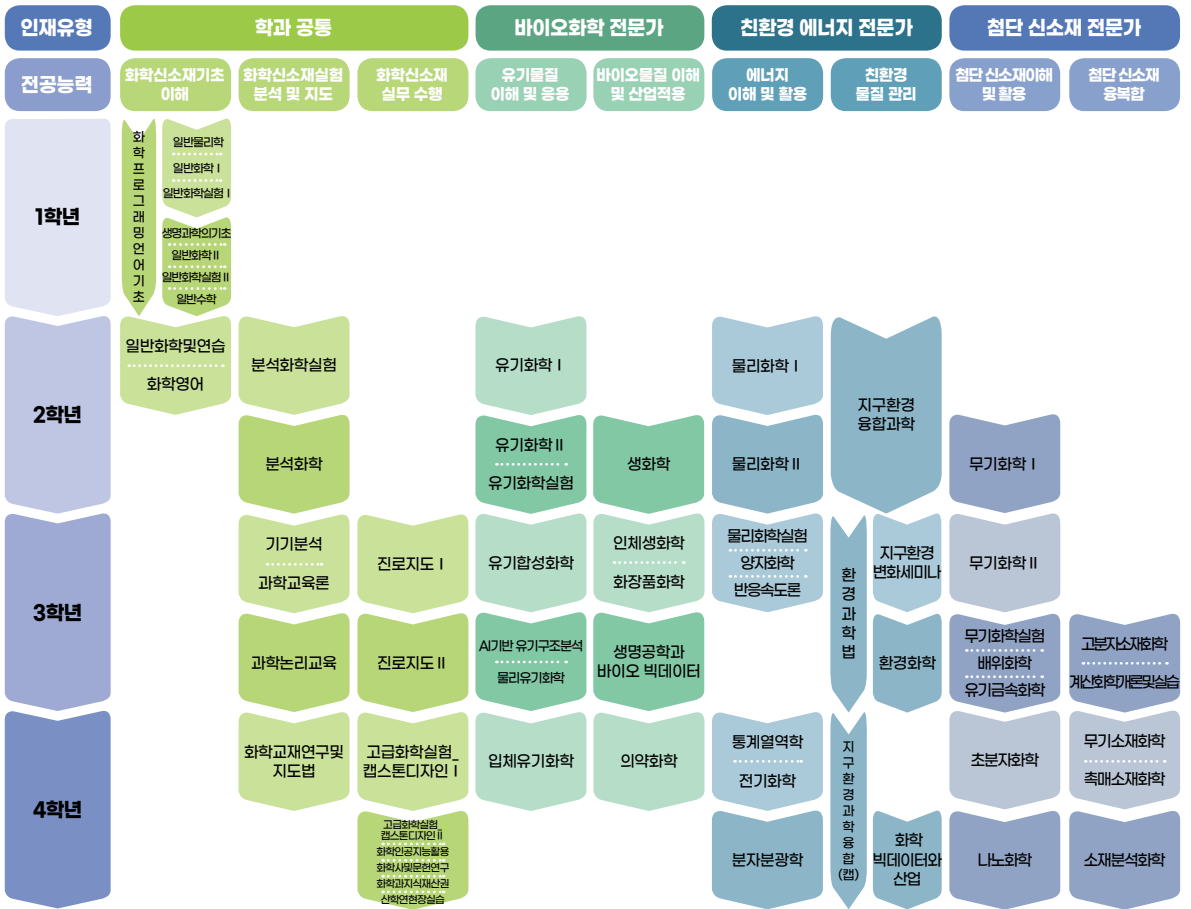 인재유형
학과 공통
바이오화학 전문가
친환경 에너지 전문가
첨단 신소재 전문가
전공능력
화학신소재기초
이해
화학신소재실험
분석 및 지도
화학신소재
실무 수행
유기물질
이해 및 응용
바이오물질 이해
및 산업적용
에너지
이해 및 활용
친환경
물질 관리
첨단 신소재이해
및 활용
첨단 신소재
융복합
1학년
화학프로그래밍언어기초
일반물리학
일반화학 I
일반화학실험 I
생명과학의기초
일반화학 II
일반화학실험 II
일반수학
2학년
일반화학및연습
화학영어
분석화학실험
유기화학 I
물리화학 I
지구환경
융합과학
분석화학
유기화학 II
유기화학실험
생화학
물리화학 II
무기화학 I
3학년
기기분석
과학교육론
진로지도 I
유기합성화학
인체생화학
화장품화학
물리화학실험
양자화학
반응속도론
환경과학법
지구환경
변화세미나
무기화학 II
과학논리교육
진로지도 II
AI기반 유기구조분석
물리유기화학
생명공학과
바이오 빅데이터
환경화학
무기화학실험
배위화학
유기금속화학
고분자소재화학
계산화학개론및실습
4학년
화학교재연구및
지도법
고급화학실험_
캡스톤디자인 I
입체유기화학
의약화학
통계열역학
전기화학
지구환경과학융합(캡)
초분자화학
무기소재화학
촉매소재화학
고급화학실험_
캡스톤디자인 II
화학인공지능활용
화학사및문헌연구
화학과지식재산권
산학연현장실습
분자분광학
화학
빅데이터와
산업
나노화학
소재분석화학